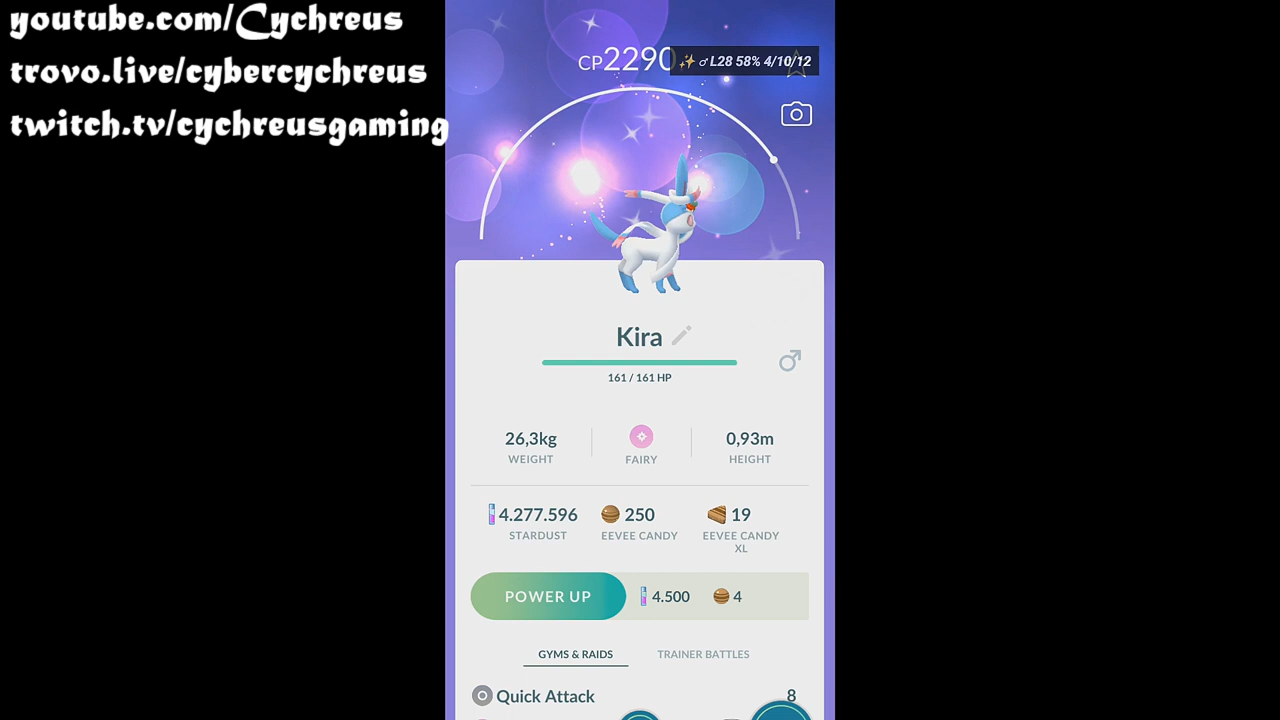 youtube.com/Cychreus
trovo.live/cybercychreus
twitch.tv/cychreusgaming
CP2290
♂L28 58% 4/10/12
Kira
161 / 161 HP
26,3kg
WEIGHT
FAIRY
0,93m
HEIGHT
4.277.596
STARDUST
250
EEVEE CANDY
19
EEVEE CANDY
XL
POWER UP
4.500
4
GYMS & RAIDS
TRAINER BATTLES
Quick Attack
8